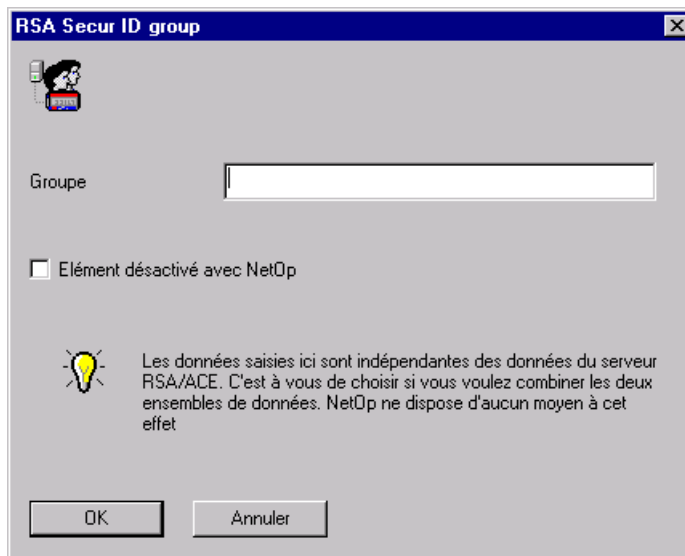 RSA Secur ID group
Groupe
Elément désactivé avec NetOp
Les données saisies ici sont indépendantes des données du serveur
RSA/ACE. C'est à vous de choisir si vous voulez combiner les deux
ensembles de données. NetOp ne dispose d'aucun moyen à cet
effet
OK
Annuler